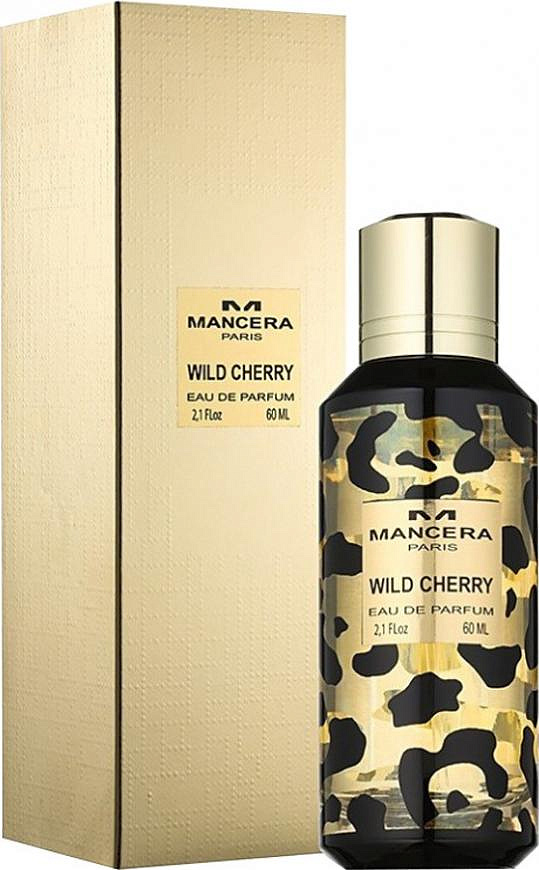 M
MANCERA
PARIS
WILD CHERRY
EAU DE PARFUM
2,1 FLoz 60 ML
M
MANCERA
PARIS
WILD CHERRY
EAU DE PARFUM
2,1 FLoz 60 ML